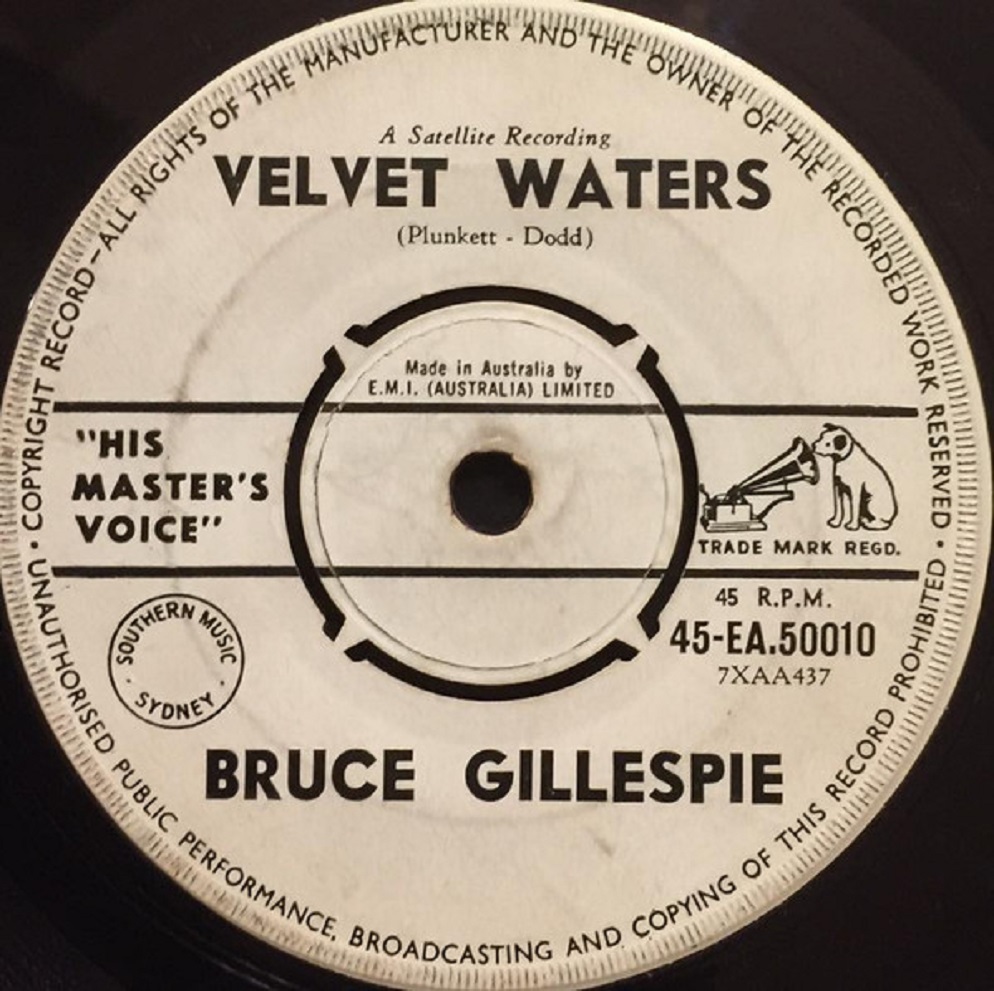 COPYRIGHT RECORD—ALL RIGHTS OF THE MANUFACTURER AND THE OWNER OF THE RECORDED WORK RESERVED ·
UNAUTHORISED PUBLIC PERFORMANCE, BROADCASTING AND COPYING OF THIS RECORD PROHIBITED ·
A Satellite Recording
VELVET WATERS
(Plunkett - Dodd)
Made in Australia by
E.M.I. (AUSTRALIA) LIMITED
"HIS
MASTER'S
VOICE"
TRADE MARK REGD.
45 R.P.M.
45-EA.50010
7XAA437
SOUTHERN MUSIC
· SYDNEY ·
BRUCE GILLESPIE